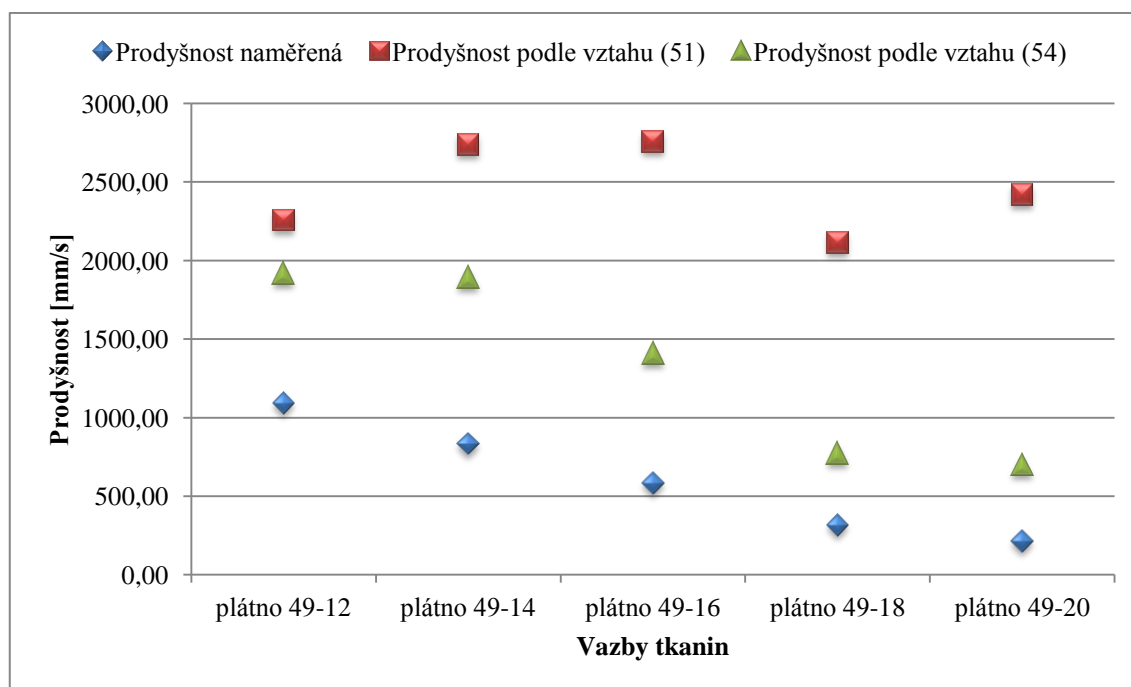 Prodyšnost naměřená Prodyšnost podle vztahu (51) Prodyšnost podle vztahu (54)
3000,00
2500,00
2000,00
1500,00
1000,00
500,00
0,00
Prodyšnost [mm/s]
plátno 49-12 plátno 49-14 plátno 49-16 plátno 49-18 plátno 49-20
Vazby tkanin